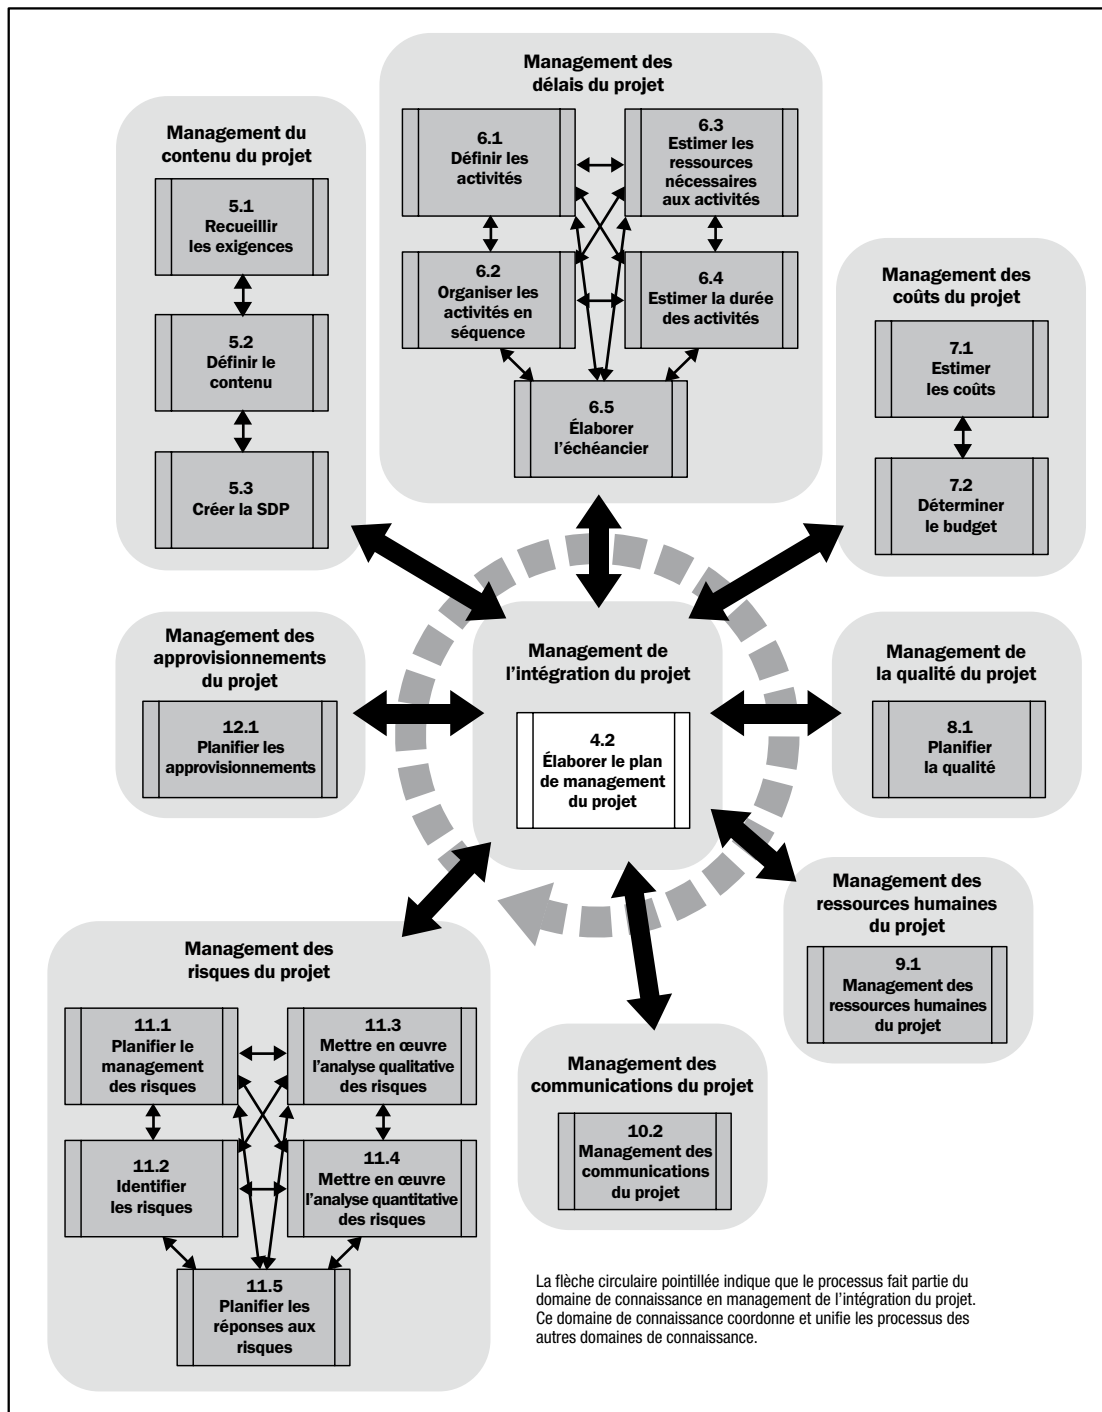 Management des
délais du projet
6.1
Définir les
activités
6.3
Estimer les
ressources
nécessaires
aux activités
6.2
Organiser les
activités en
séquence
6.4
Estimer la durée
des activités
6.5
Élaborer
l'échéancier
Management du
contenu du projet
5.1
Recueillir
les exigences
5.2
Définir le
contenu
5.3
Créer la SDP
Management des
coûts du projet
7.1
Estimer
les coûts
7.2
Déterminer
le budget
Management des
approvisionnements
du projet
12.1
Planifier les
approvisionnements
Management de
l'intégration du projet
4.2
Élaborer le plan
de management
du projet
Management de
la qualité du projet
8.1
Planifier
la qualité
Management des
ressources humaines
du projet
9.1
Management des
ressources humaines
du projet
Management des
risques du projet
11.1
Planifier le
management
des risques
11.3
Mettre en œuvre
l'analyse qualitative
des risques
11.2
Identifier
les risques
11.4
Mettre en œuvre
l'analyse quantitative
des risques
11.5
Planifier les
réponses aux
risques
Management des
communications du projet
10.2
Management des
communications
du projet
La flèche circulaire pointillée indique que le processus fait partie du
domaine de connaissance en management de l'intégration du projet.
Ce domaine de connaissance coordonne et unifie les processus des
autres domaines de connaissance.